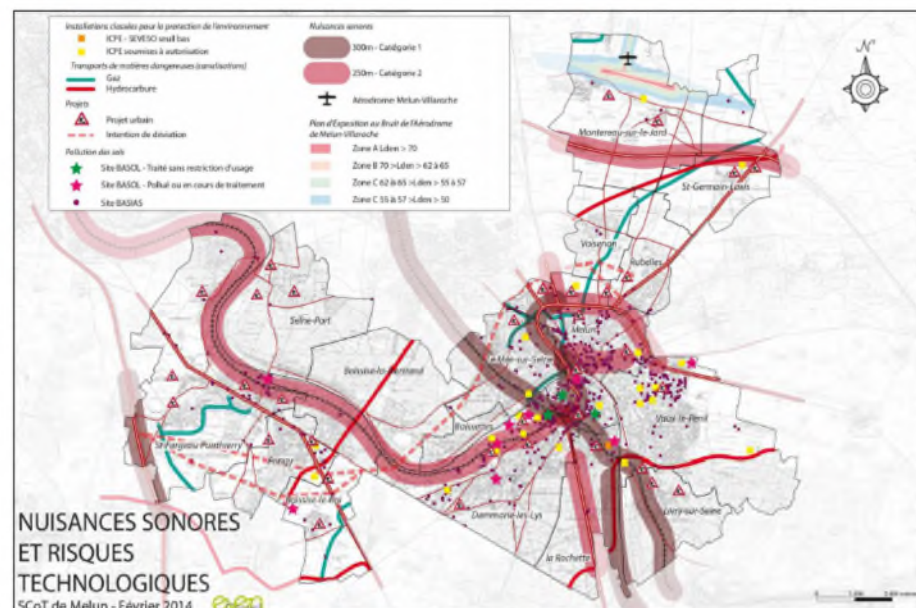 Installations classées pour la protection de l'environnement
ICPE - SEVESO seuil bas
ICPE soumises à autorisation
Transports de matières dangereuses (canalisations)
Gaz
Hydrocarbure
Projets
Projet urbain
Intention de déviation
Pollution des sols
Site BASOL - Traité sans restriction d'usage
Site BASOL - Pollué ou en cours de traitement
Site BASIAS
Nuisances sonores
300m - Catégorie 1
250m - Catégorie 2
Aérodrome Melun-Villaroche
Plan d'Exposition au Bruit de l'Aérodrome
de Melun-Villaroche
Zone A Lden > 70
Zone B 70 >Lden > 62 à 65
Zone C 62 à 65 >Lden > 55 à 57
Zone C 55 à 57 >Lden > 50
N
Montereau-sur-le-Jard
St-Germain-Laxis
Voisenon
Rubelles
Seine-Port
Melun
Le Mée-sur-Seine
Boissise-la-Bertrand
Vaux-le-Pénil
Boissettes
St-Fargeau-Ponthierry
Pringy
Boissise-le-Roi
Dammarie-les-Lys
Livry-sur-Seine
la Rochette
NUISANCES SONORES
ET RISQUES
TECHNOLOGIQUES
SCoT de Melun - Février 2014